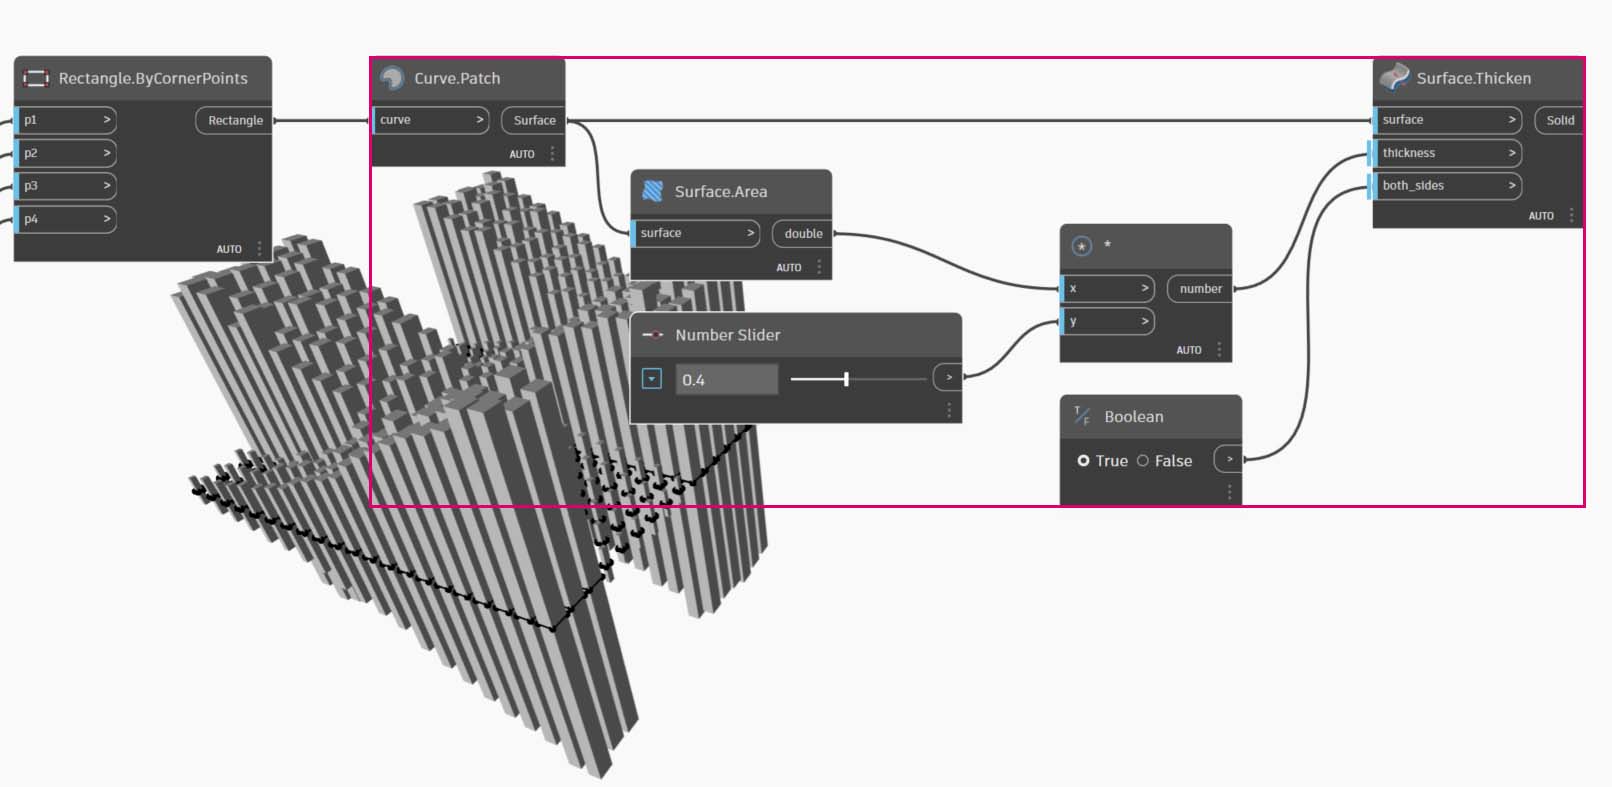 Rectangle.ByCornerPoints
p1 >
Rectangle
p2 >
p3 >
p4 >
AUTO
Curve.Patch
curve >
Surface
AUTO
Surface.Area
surface >
double
AUTO
Number Slider
0.4
>
*
x >
number
y >
AUTO
T/F
Boolean
True
False
>
Surface.Thicken
surface >
Solid
thickness >
both_sides >
AUTO